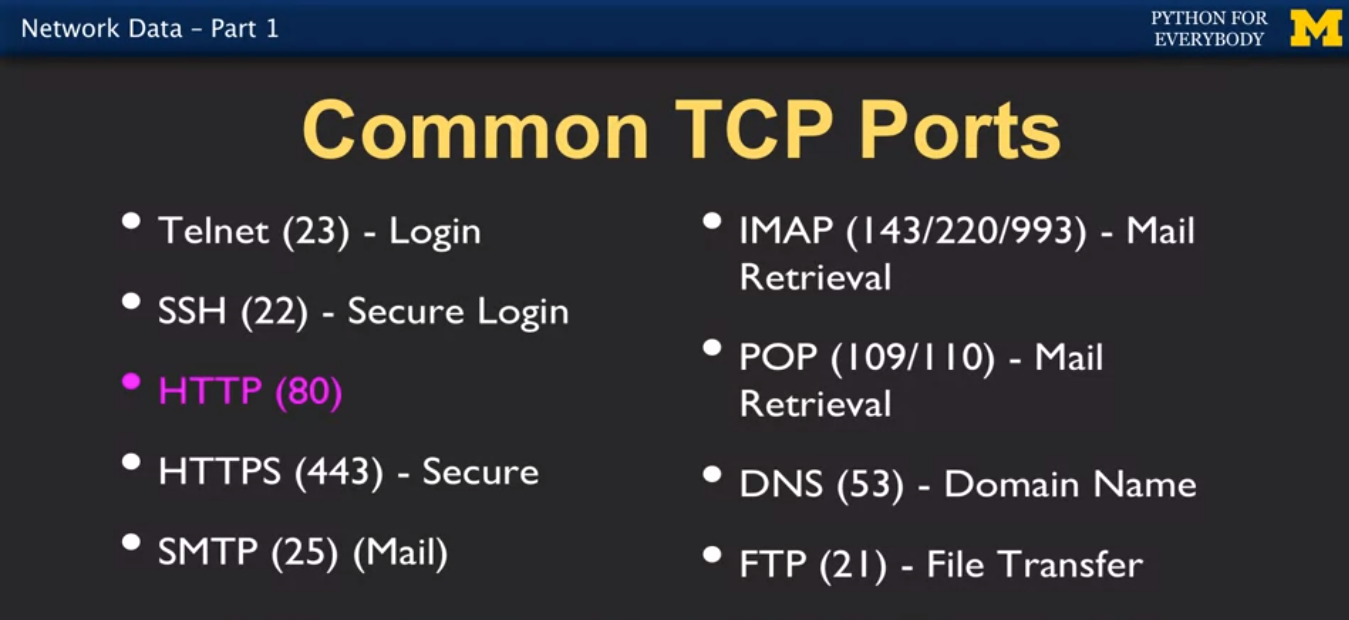 Network Data – Part 1
PYTHON FOR
EVERYBODY
M
Common TCP Ports
• Telnet (23) - Login
• SSH (22) - Secure Login
• HTTP (80)
• HTTPS (443) - Secure
• SMTP (25) (Mail)
• IMAP (143/220/993) - Mail
Retrieval
• POP (109/110) - Mail
Retrieval
• DNS (53) - Domain Name
• FTP (21) - File Transfer